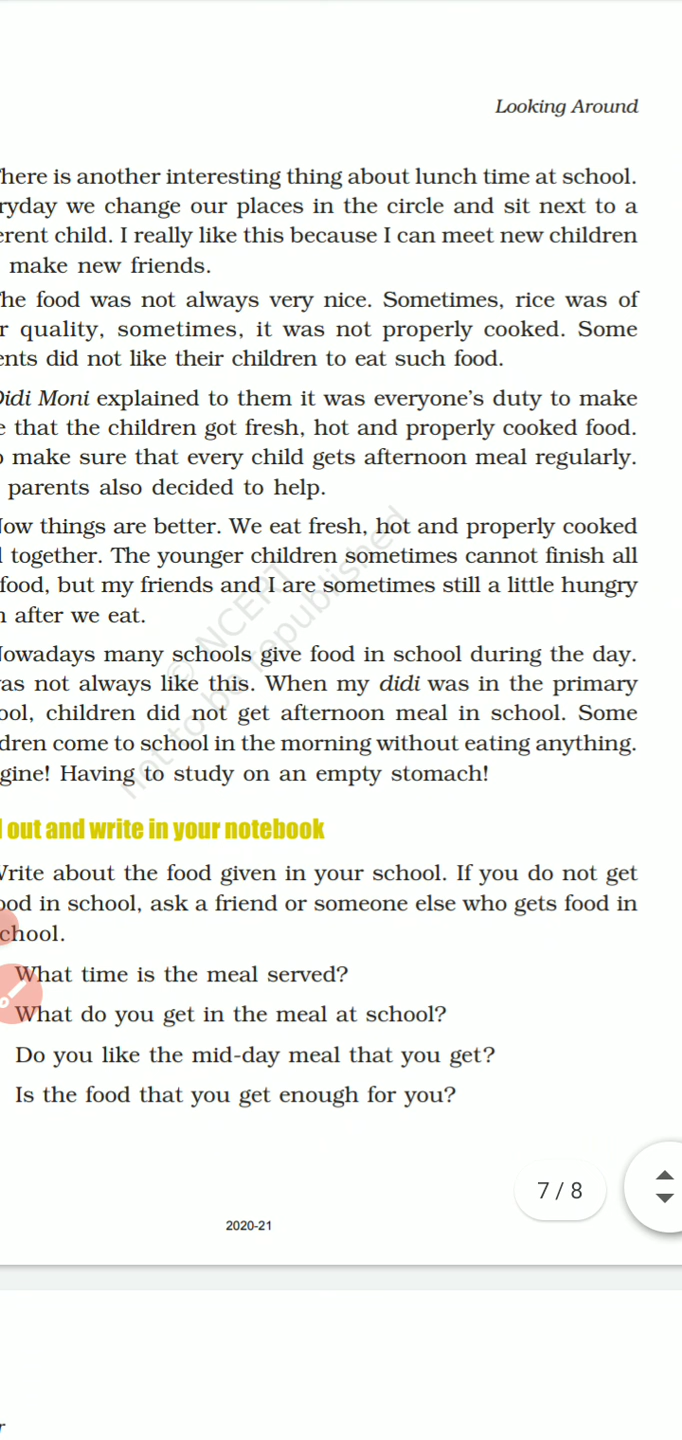 Looking Around
here is another interesting thing about lunch time at school.
ryday we change our places in the circle and sit next to a
erent child. I really like this because I can meet new children
make new friends.
he food was not always very nice. Sometimes, rice was of
r quality, sometimes, it was not properly cooked. Some
ents did not like their children to eat such food.
Didi Moni explained to them it was everyone's duty to make
e that the children got fresh, hot and properly cooked food.
o make sure that every child gets afternoon meal regularly.
parents also decided to help.
ow things are better. We eat fresh, hot and properly cooked
l together. The younger children sometimes cannot finish all
food, but my friends and I are sometimes still a little hungry
n after we eat.
owadays many schools give food in school during the day.
as not always like this. When my didi was in the primary
ool, children did not get afternoon meal in school. Some
dren come to school in the morning without eating anything.
gine! Having to study on an empty stomach!
© NCERT
not to be republished
out and write in your notebook
Write about the food given in your school. If you do not get
ood in school, ask a friend or someone else who gets food in
chool.
What time is the meal served?
What do you get in the meal at school?
Do you like the mid-day meal that you get?
Is the food that you get enough for you?
7 / 8
2020-21